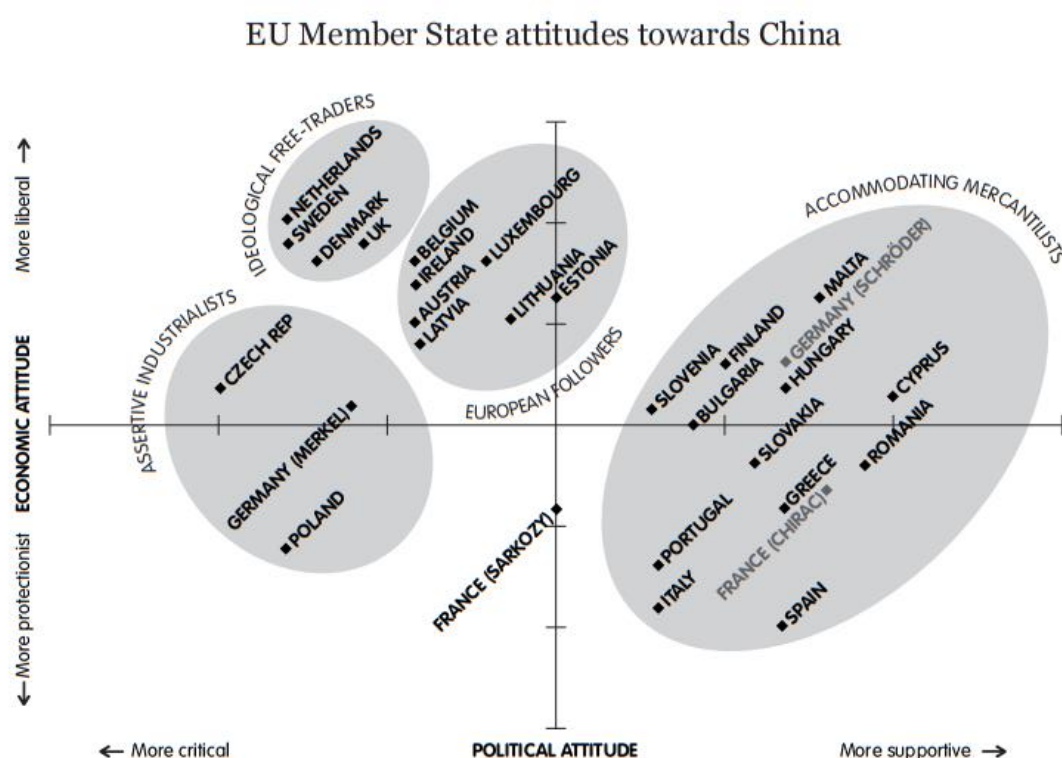 EU Member State attitudes towards China
IDEOLOGICAL FREE-TRADERS
NETHERLANDS
SWEDEN
DENMARK
UK
BELGIUM
IRELAND
AUSTRIA
LATVIA
LUXEMBOURG
LITHUANIA
ESTONIA
EUROPEAN FOLLOWERS
ACCOMMODATING MERCANTILISTS
MALTA
GERMANY (SCHRÖDER)
FINLAND
HUNGARY
SLOVENIA
BULGARIA
CYPRUS
SLOVAKIA
ROMANIA
GREECE
FRANCE (CHIRAC)
PORTUGAL
ITALY
SPAIN
ASSERTIVE INDUSTRIALISTS
CZECH REP
GERMANY (MERKEL)
POLAND
FRANCE (SARKOZY)
More liberal →
ECONOMIC ATTITUDE
← More protectionist
← More critical
POLITICAL ATTITUDE
More supportive →